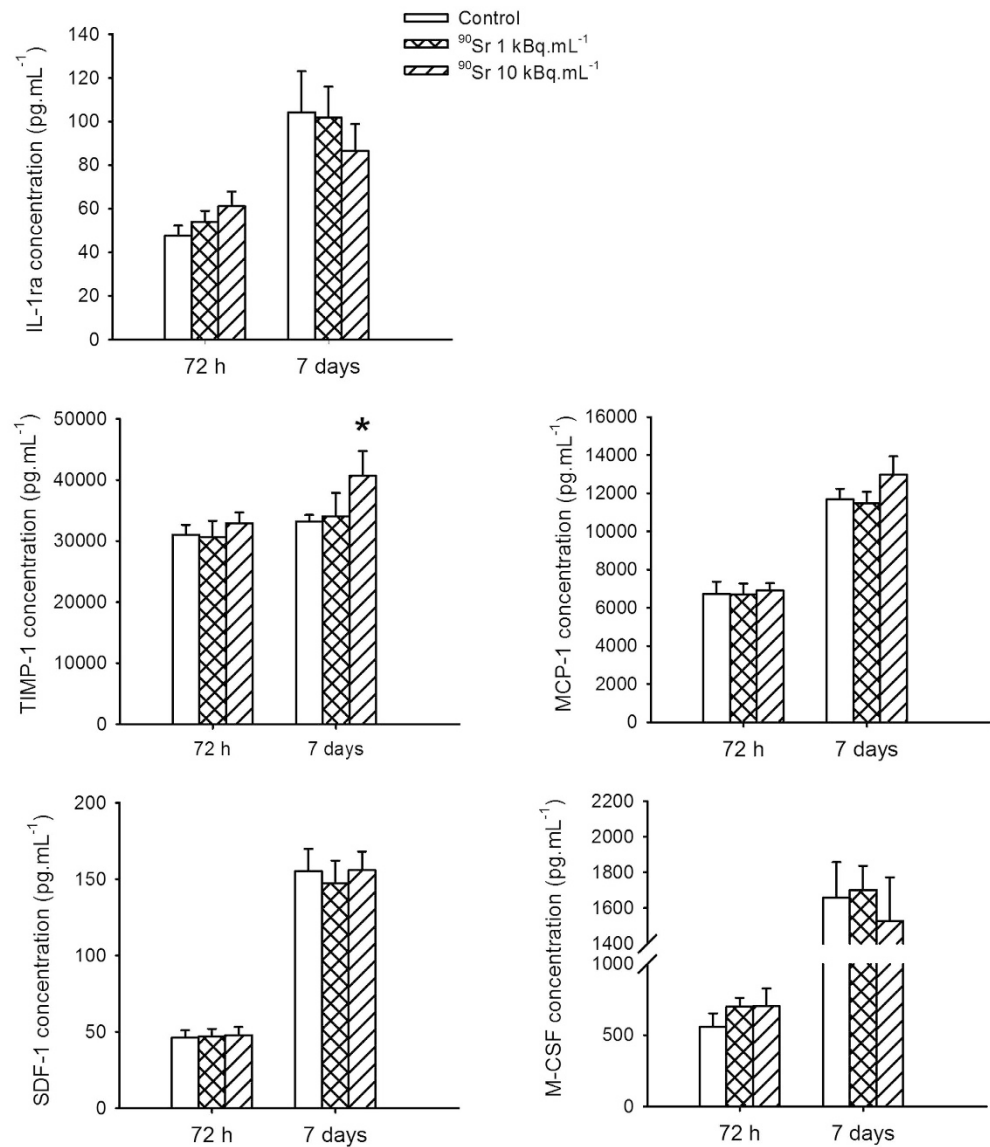 Control
⁹⁰Sr 1 kBq.mL⁻¹
⁹⁰Sr 10 kBq.mL⁻¹
IL-1ra concentration (pg.mL⁻¹)
140
120
100
80
60
40
20
0
72 h 7 days
TIMP-1 concentration (pg.mL⁻¹)
50000
40000
30000
20000
10000
0
*
72 h 7 days
MCP-1 concentration (pg.mL⁻¹)
16000
14000
12000
10000
8000
6000
4000
2000
0
72 h 7 days
SDF-1 concentration (pg.mL⁻¹)
200
150
100
50
0
72 h 7 days
M-CSF concentration (pg.mL⁻¹)
2200
2000
1800
1600
1400
1000
500
0
72 h 7 days